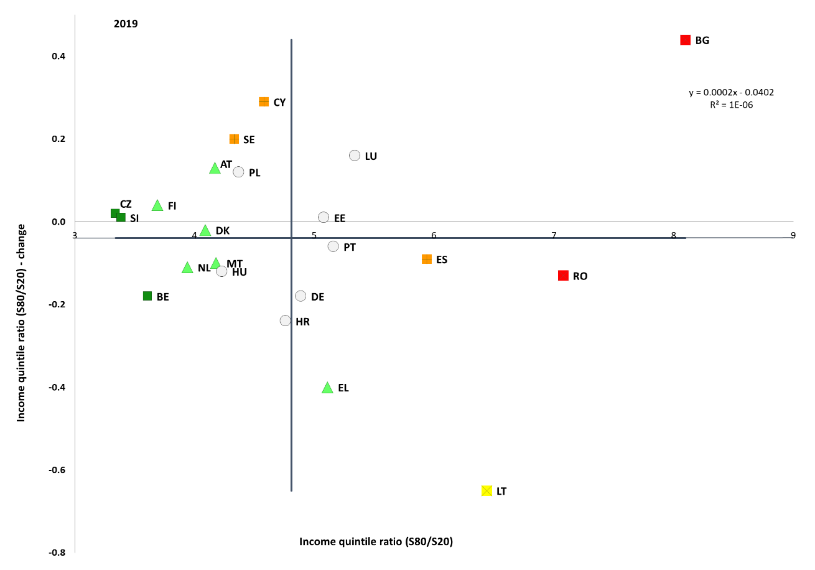 2019
0.4
0.2
0.0
-0.2
-0.4
-0.6
-0.8
3
4
5
6
7
8
9
BG
y = 0.0002x - 0.0402
R² = 1E-06
CY
SE
AT
PL
LU
CZ
SI
FI
EE
DK
PT
NL
MT
HU
ES
RO
BE
DE
HR
EL
LT
Income quintile ratio (S80/S20) - change
Income quintile ratio (S80/S20)